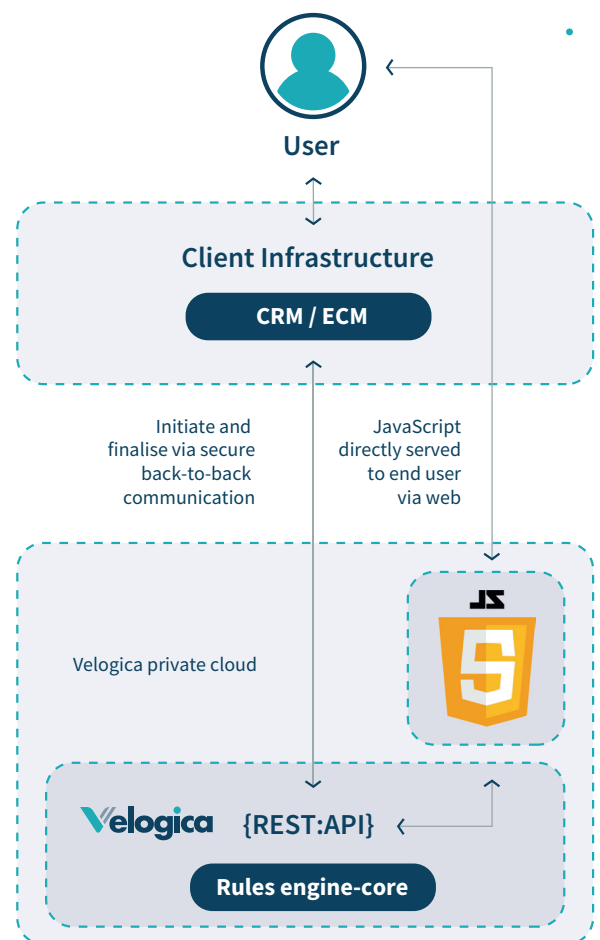 User
Client Infrastructure
CRM / ECM
Initiate and
finalise via secure
back-to-back
communication
JavaScript
directly served
to end user
via web
JS
5
Velogica private cloud
Velogica {REST:API}
Rules engine-core